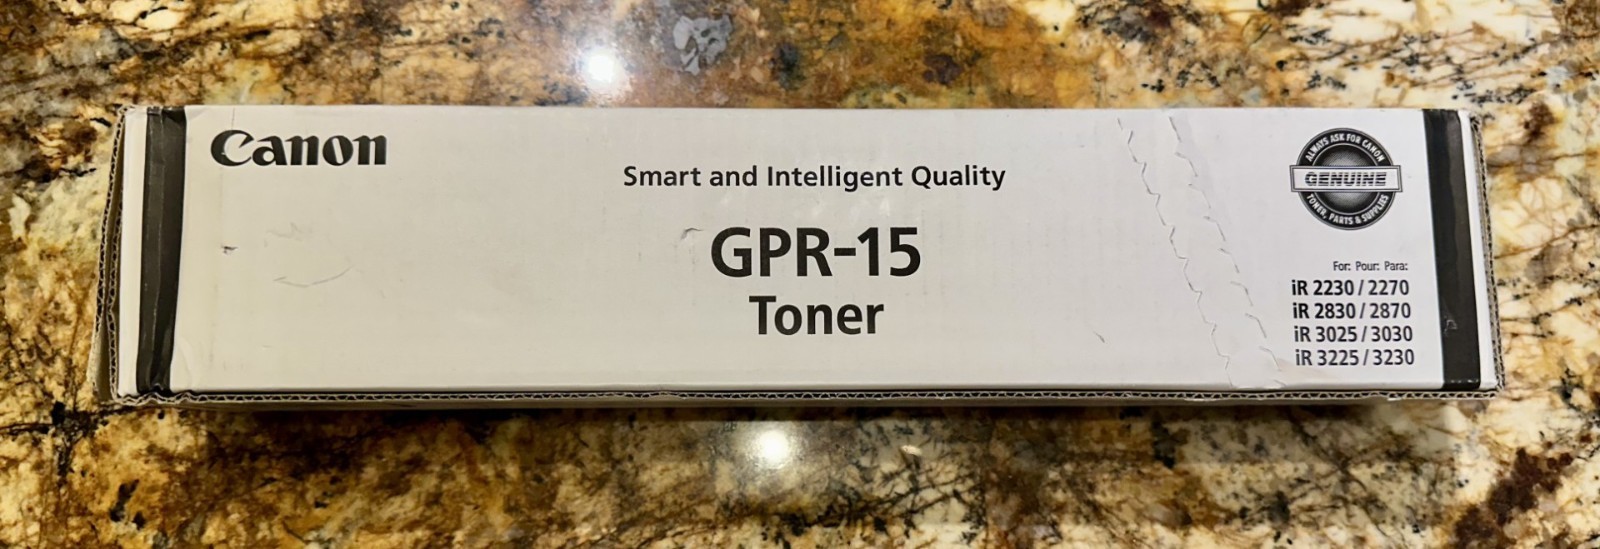 Canon
Smart and Intelligent Quality
GPR-15
Toner
ALWAYS ASK FOR CANON
GENUINE
TONER, PARTS & SUPPLIES
For: Pour: Para:
iR 2230 / 2270
iR 2830 / 2870
iR 3025 / 3030
iR 3225 / 3230